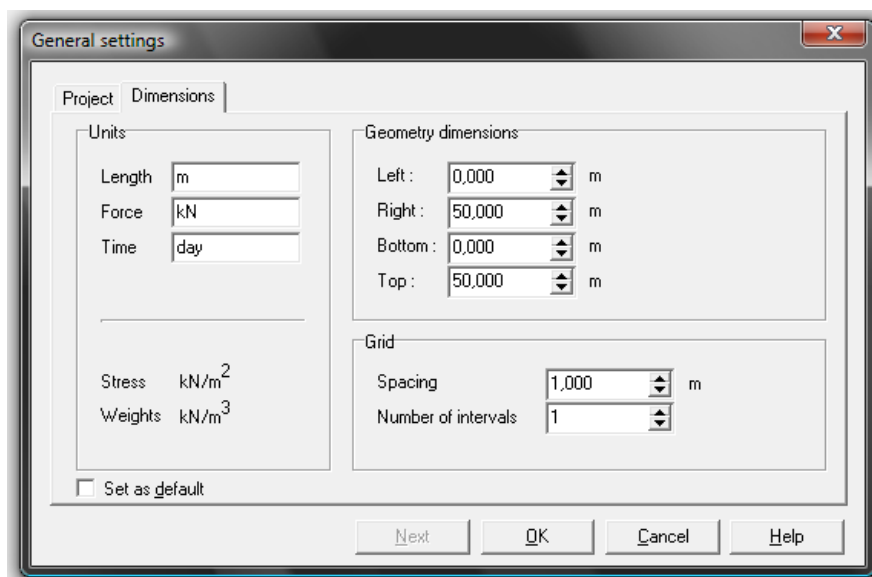 General settings
Project Dimensions
Units
Length m
Force kN
Time day
Stress kN/m²
Weights kN/m³
Geometry dimensions
Left : 0,000 m
Right : 50,000 m
Bottom : 0,000 m
Top : 50,000 m
Grid
Spacing 1,000 m
Number of intervals 1
Set as default
Next OK Cancel Help